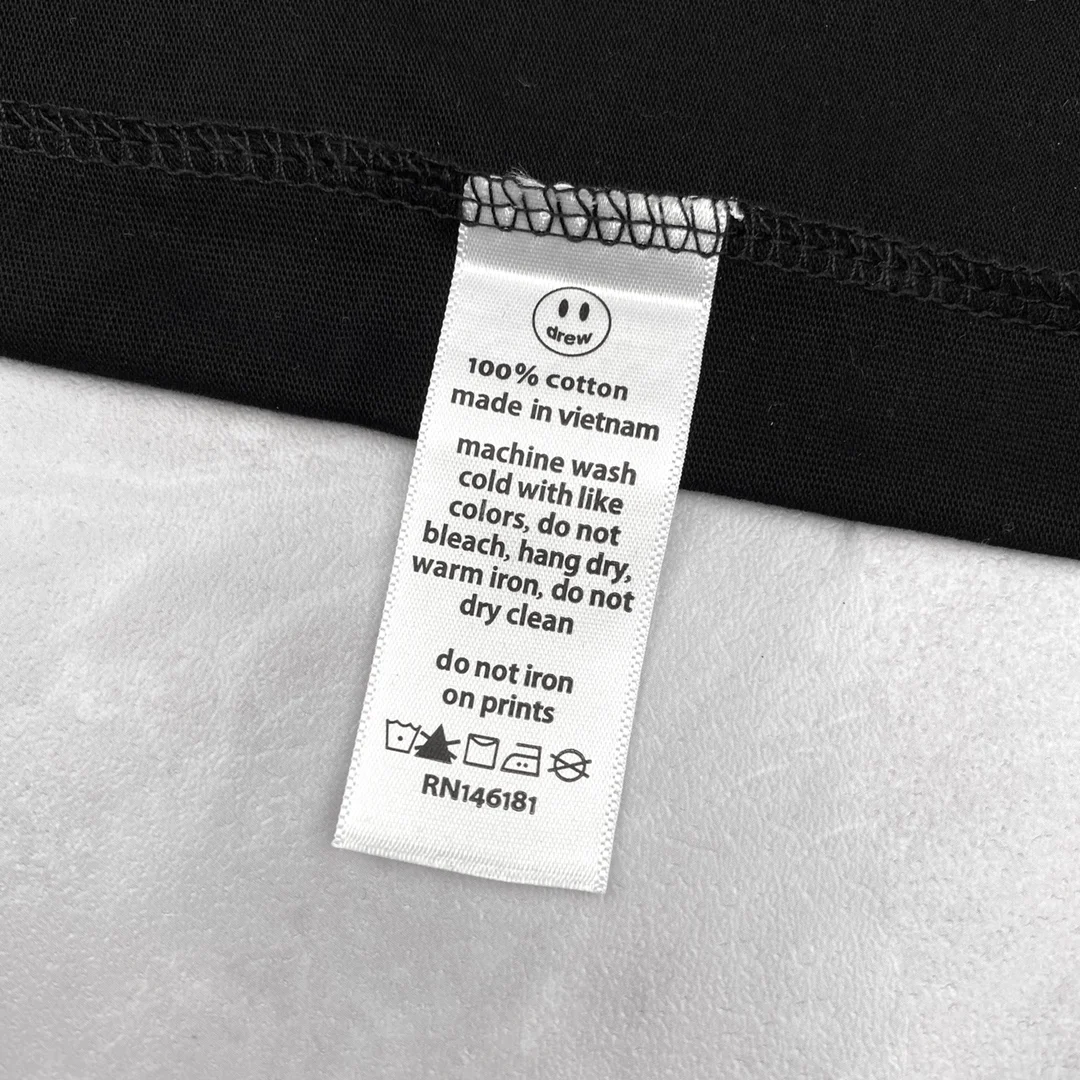 drew
100% cotton
made in vietnam
machine wash
cold with like
colors, do not
bleach, hang dry,
warm iron, do not
dry clean
do not iron
on prints
RN146181